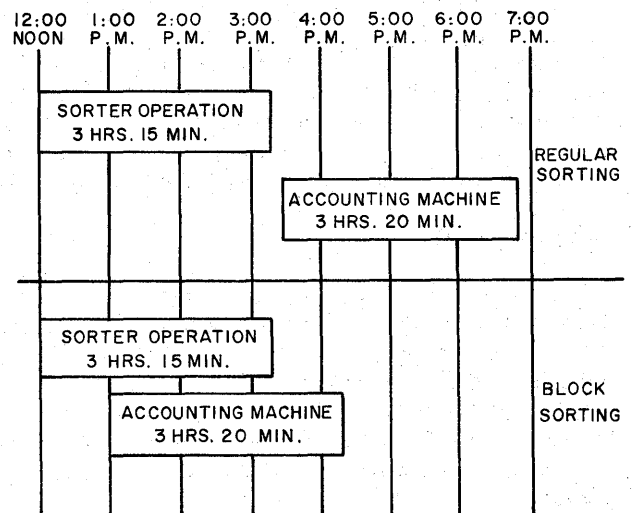 12:00 1:00 2:00 3:00 4:00 5:00 6:00 7:00
NOON P.M. P.M. P.M. P.M. P.M. P.M. P.M.
SORTER OPERATION
3 HRS. 15 MIN.
REGULAR
SORTING
ACCOUNTING MACHINE
3 HRS. 20 MIN.
SORTER OPERATION
3 HRS. 15 MIN.
BLOCK
SORTING
ACCOUNTING MACHINE
3 HRS. 20 MIN.